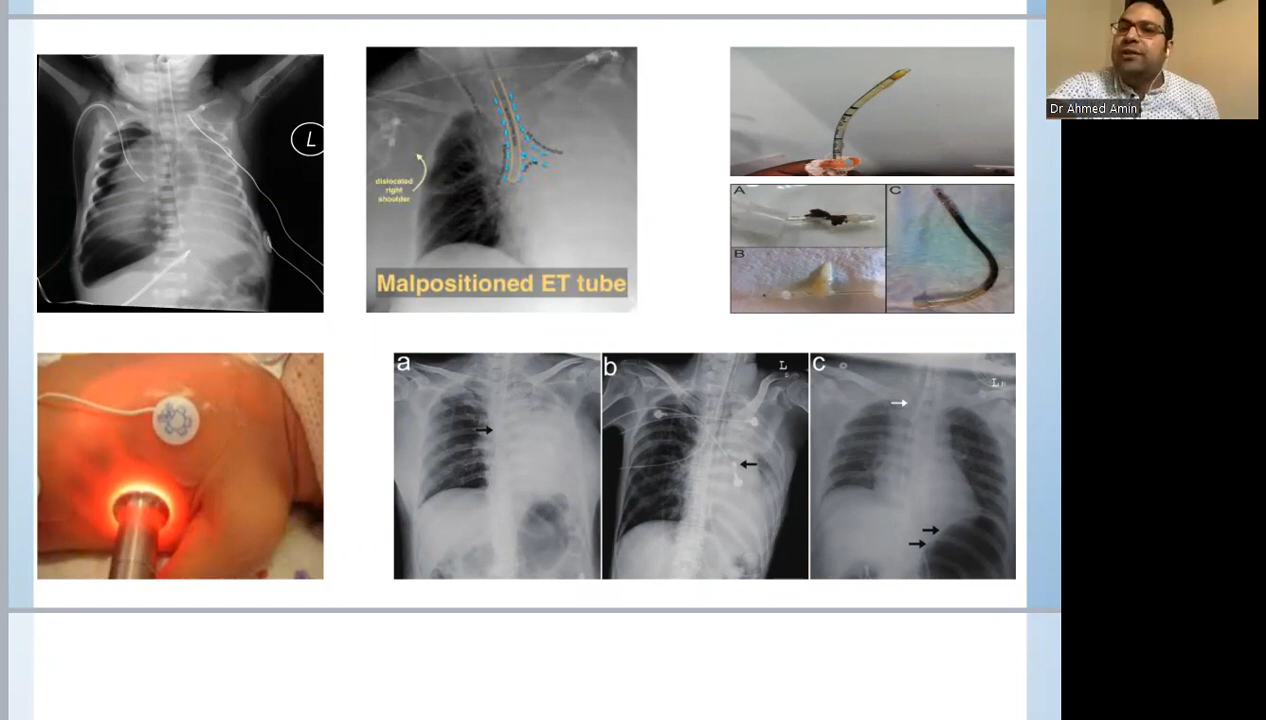 L
dislocated
right
shoulder
Malpositioned ET tube
A
C
B
a
b
L
c
L
Dr Ahmed Amin